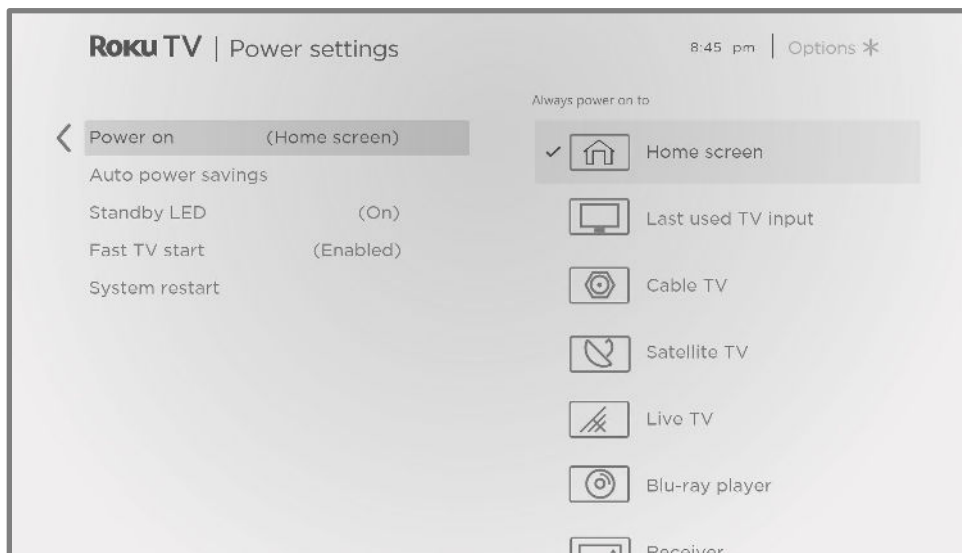 Roku TV | Power settings
8:45 pm | Options *
Always power on to
Power on (Home screen)
Auto power savings
Standby LED (On)
Fast TV start (Enabled)
System restart
Home screen
Last used TV input
Cable TV
Satellite TV
Live TV
Blu-ray player
Receiver